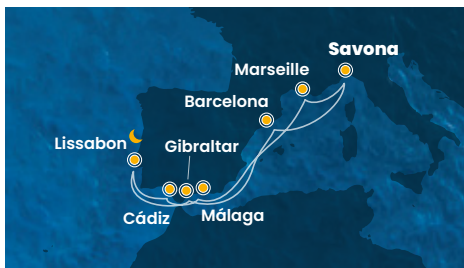 Savona
Marseille
Barcelona
Lissabon
Gibraltar
Cádiz
Málaga